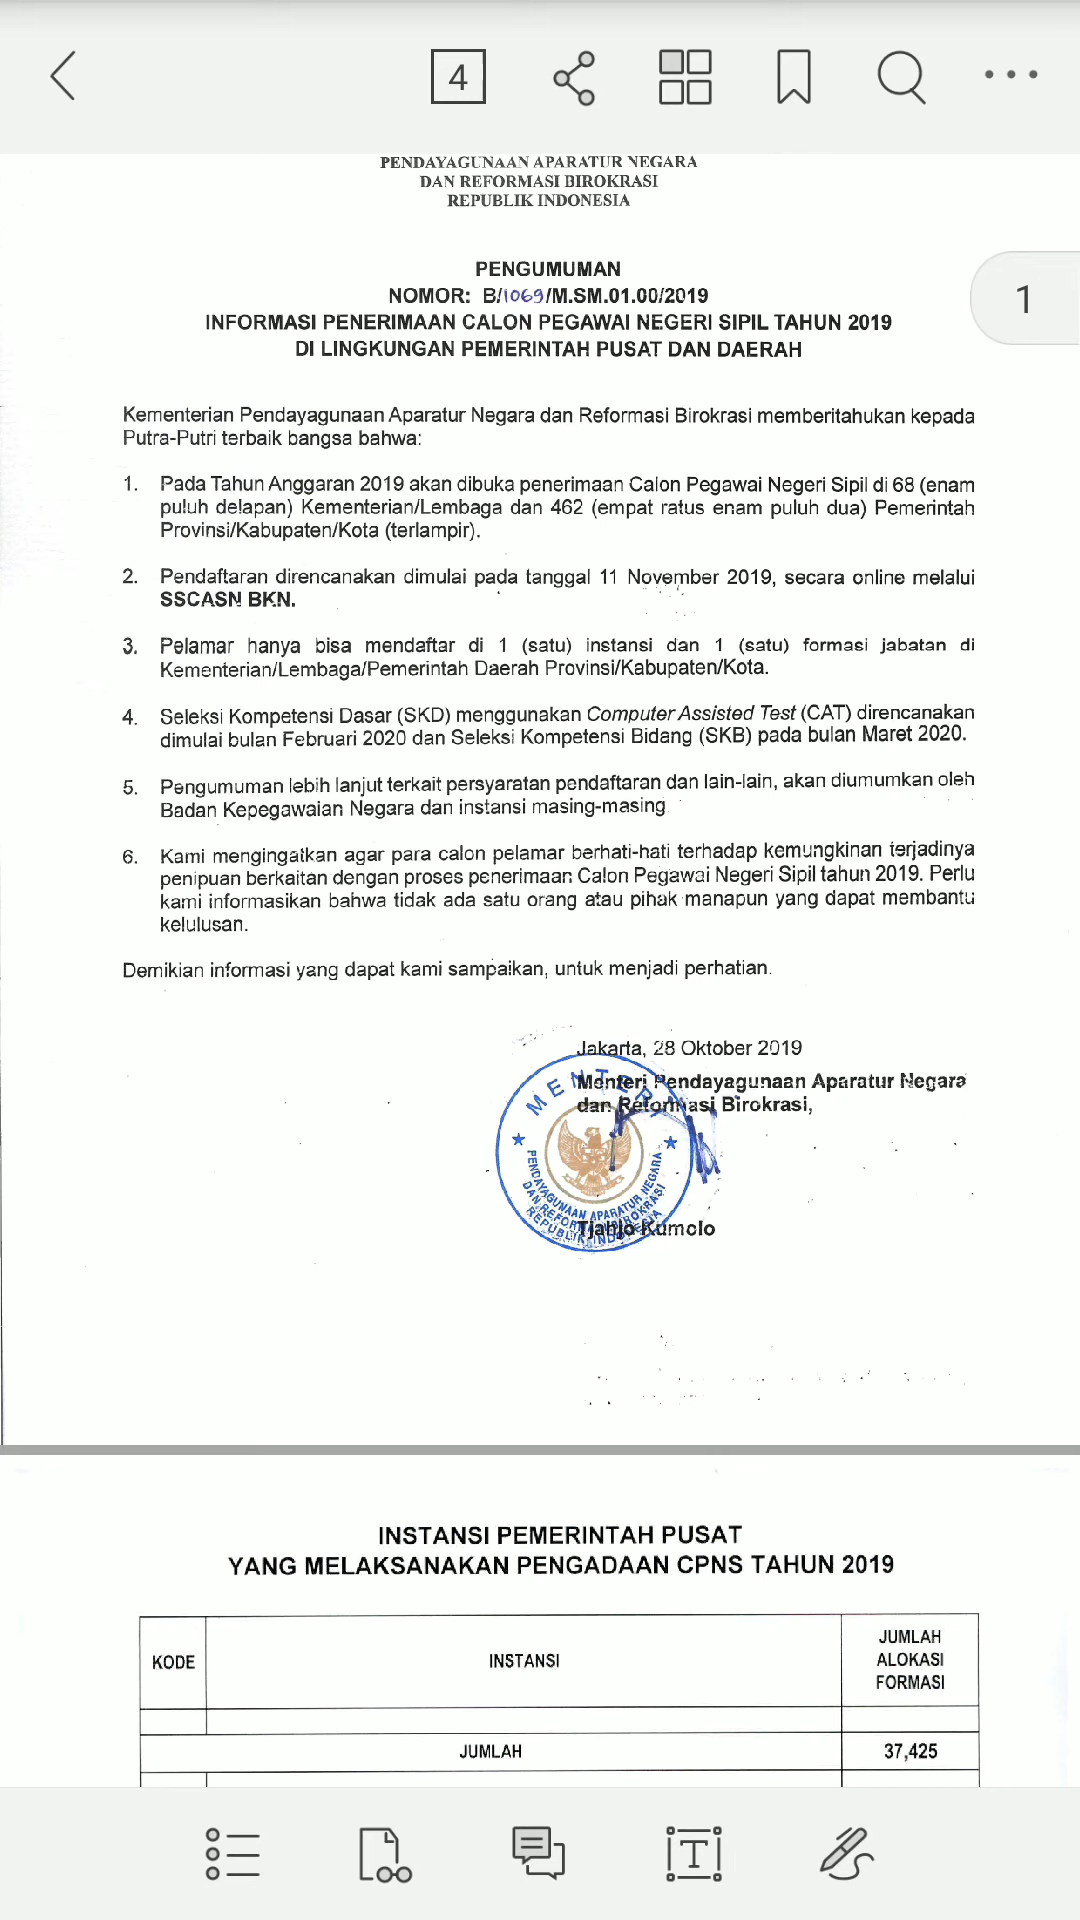 4
PENDAYAGUNAAN APARATUR NEGARA
DAN REFORMASI BIROKRASI
REPUBLIK INDONESIA
PENGUMUMAN
NOMOR: B/1069/M.SM.01.00/2019
1
INFORMASI PENERIMAAN CALON PEGAWAI NEGERI SIPIL TAHUN 2019
DI LINGKUNGAN PEMERINTAH PUSAT DAN DAERAH
Kementerian Pendayagunaan Aparatur Negara dan Reformasi Birokrasi memberitahukan kepada
Putra-Putri terbaik bangsa bahwa:
1. Pada Tahun Anggaran 2019 akan dibuka penerimaan Calon Pegawai Negeri Sipil di 68 (enam
puluh delapan) Kementerian/Lembaga dan 462 (empat ratus enam puluh dua) Pemerintah
Provinsi/Kabupaten/Kota (terlampir).
2. Pendaftaran direncanakan dimulai pada tanggal 11 November 2019, secara online melalui
SSCASN BKN.
3. Pelamar hanya bisa mendaftar di 1 (satu) instansi dan 1 (satu) formasi jabatan di
Kementerian/Lembaga/Pemerintah Daerah Provinsi/Kabupaten/Kota.
4. Seleksi Kompetensi Dasar (SKD) menggunakan Computer Assisted Test (CAT) direncanakan
dimulai bulan Februari 2020 dan Seleksi Kompetensi Bidang (SKB) pada bulan Maret 2020.
5. Pengumuman lebih lanjut terkait persyaratan pendaftaran dan lain-lain, akan diumumkan oleh
Badan Kepegawaian Negara dan instansi masing-masing.
6. Kami mengingatkan agar para calon pelamar berhati-hati terhadap kemungkinan terjadinya
penipuan berkaitan dengan proses penerimaan Calon Pegawai Negeri Sipil tahun 2019. Perlu
kami informasikan bahwa tidak ada satu orang atau pihak manapun yang dapat membantu
kelulusan.
Demikian informasi yang dapat kami sampaikan, untuk menjadi perhatian.
Jakarta, 28 Oktober 2019
Menteri Pendayagunaan Aparatur Negara
dan Reformasi Birokrasi,
MENTERI
PENDAYAGUNAAN APARATUR NEGARA
DAN REFORMASI BIROKRASI
REPUBLIK INDONESIA
Tjahjo Kumolo
INSTANSI PEMERINTAH PUSAT
YANG MELAKSANAKAN PENGADAAN CPNS TAHUN 2019
KODE
INSTANSI
JUMLAH
ALOKASI
FORMASI
JUMLAH
37,425
T